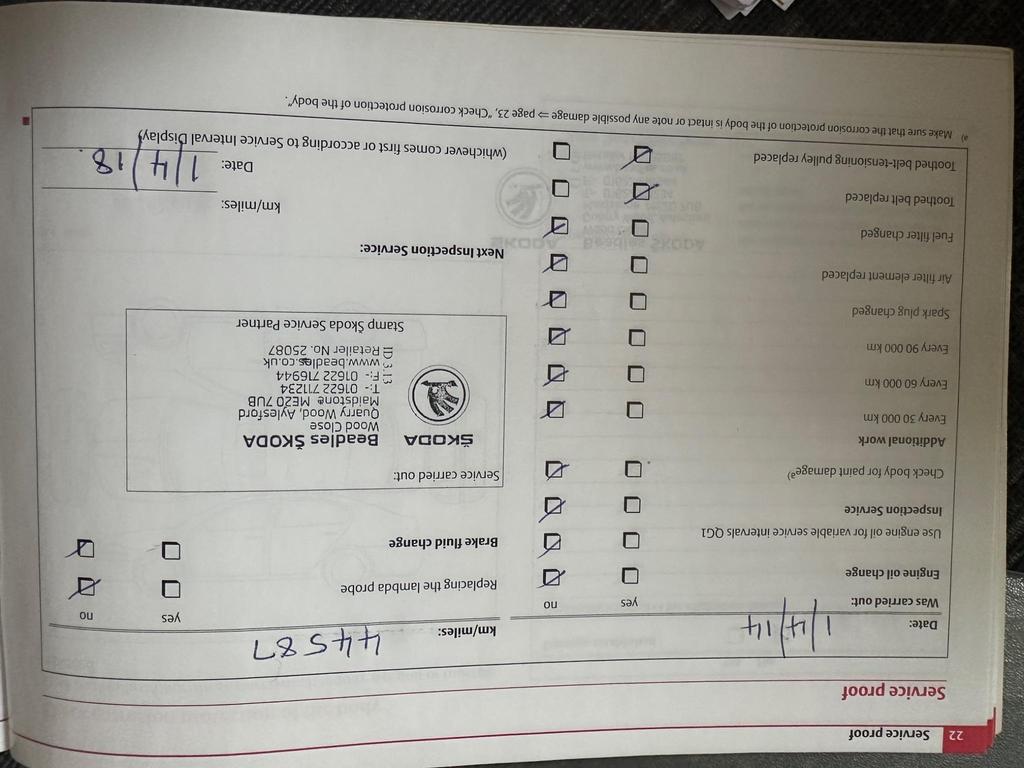 22 Service proof
Service proof
Date: 1/4/14 km/miles: 44587
Was carried out: yes no
Engine oil change
Use engine oil for variable service intervals QG1
Inspection Service
Check body for paint damageᵃ⁾
Additional work
Every 30 000 km
Every 60 000 km
Every 90 000 km
Spark plug changed
Air filter element replaced
Fuel filter changed
Toothed belt replaced
Toothed belt-tensioning pulley replaced
yes no
Replacing the lambda probe
Brake fluid change
Service carried out:
ŠKODA
Beadles ŠKODA
Wood Close
Quarry Wood, Aylesford
Maidstone ME20 7UB
T:- 01622 711234
F:- 01622 716944
www.beadles.co.uk
Retailer No. 25087
Stamp Skoda Service Partner
Next Inspection Service:
km/miles:
Date: 1/4/18.
(whichever comes first or according to Service Interval Display)
ᵃ⁾ Make sure that the corrosion protection of the body is intact or note any possible damage ⇒ page 23, "Check corrosion protection of the body".